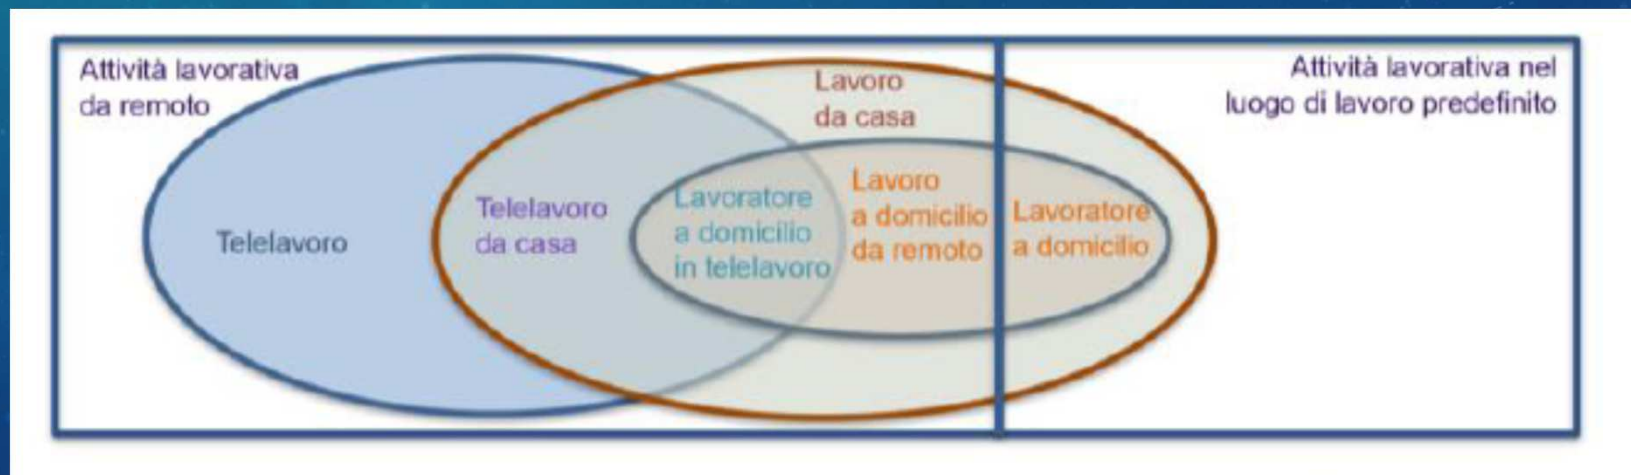 Attività lavorativa
da remoto
Telelavoro
Telelavoro
da casa
Lavoratore
a domicilio
in telelavoro
Lavoro
da casa
Lavoro
a domicilio
da remoto
Lavoratore
a domicilio
Attività lavorativa nel
luogo di lavoro predefinito